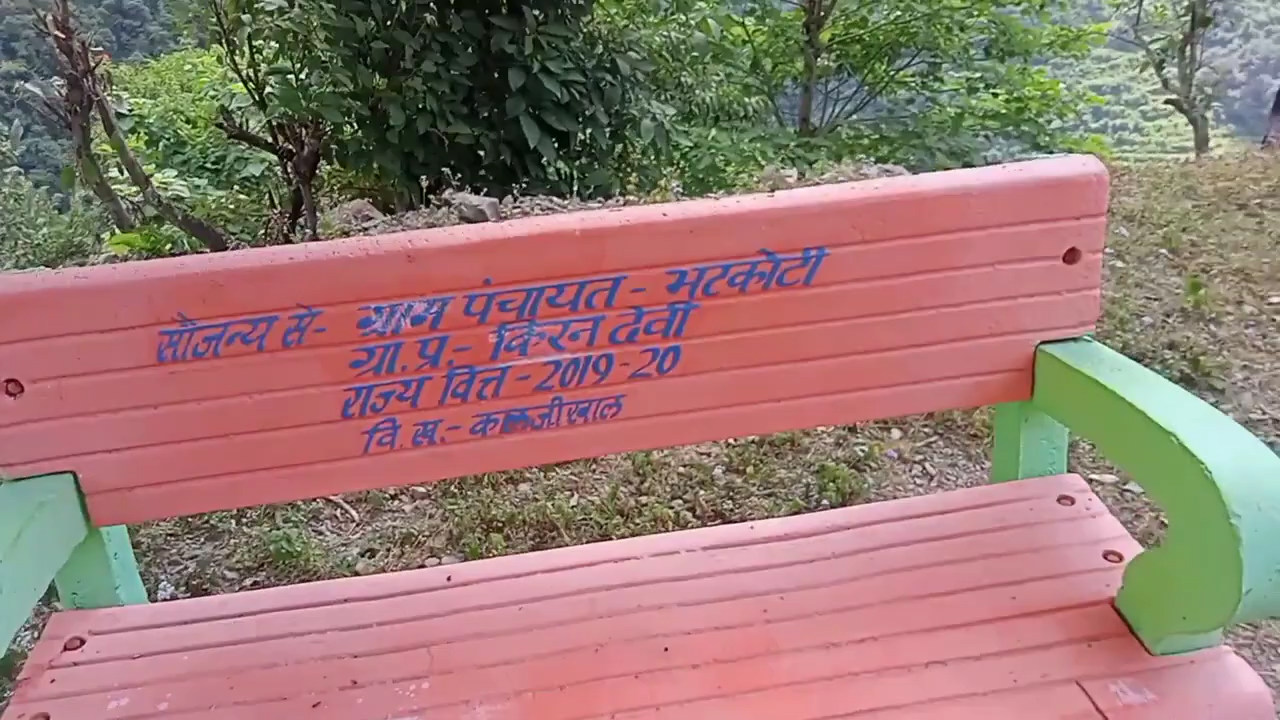 सौजन्य से- ग्राम पंचायत - भटकोटी
ग्रा. प्र.- किरन देवी
राज्य वित्त - 2019-20
वि. ख.- कल्जीखाल